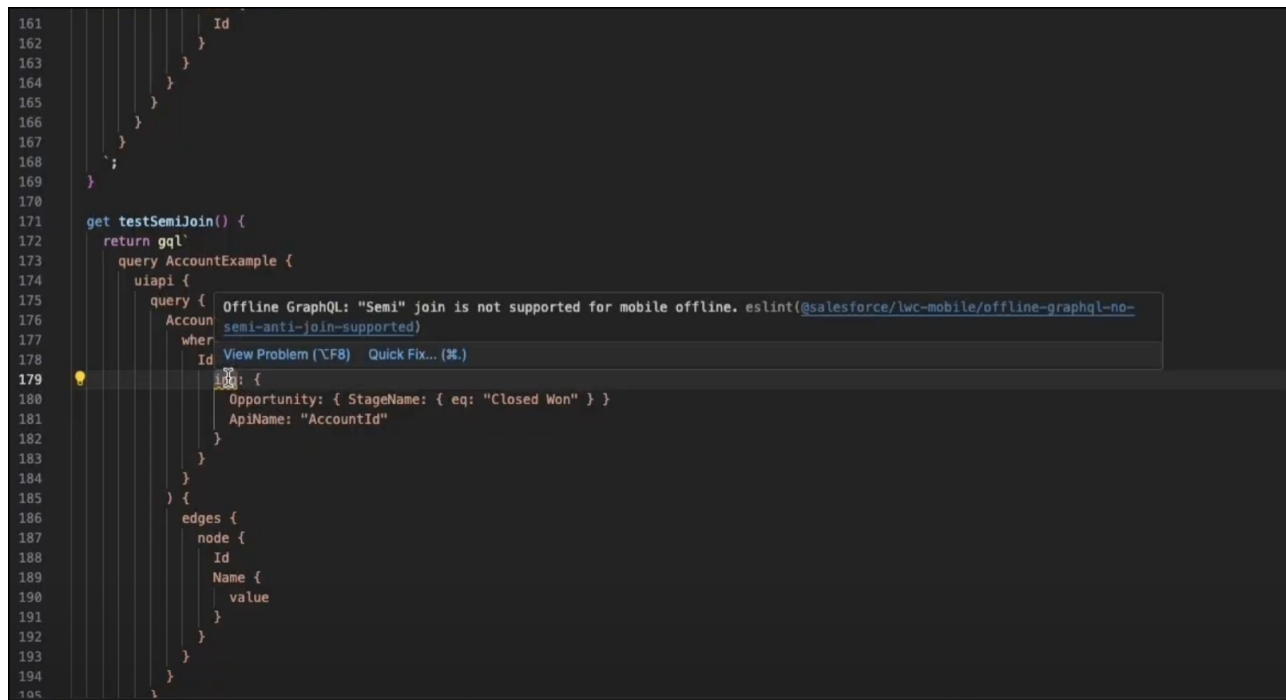 161 Id
162 }
163 }
164 }
165 }
166 }
167 }
168 `;
169 }
170
171 get testSemiJoin() {
172 return gql`
173 query AccountExample {
174 uiapi {
175 query {
Offline GraphQL: "Semi" join is not supported for mobile offline. eslint(@salesforce/lwc-mobile/offline-graphql-no-
176 Accoun
semi-anti-join-supported)
177 wher
View Problem (⌥F8) Quick Fix... (⌘.)
178 Id
179 inq: {
180 Opportunity: { StageName: { eq: "Closed Won" } }
181 ApiName: "AccountId"
182 }
183 }
184 }
185 ) {
186 edges {
187 node {
188 Id
189 Name {
190 value
191 }
192 }
193 }
194 }
195 }